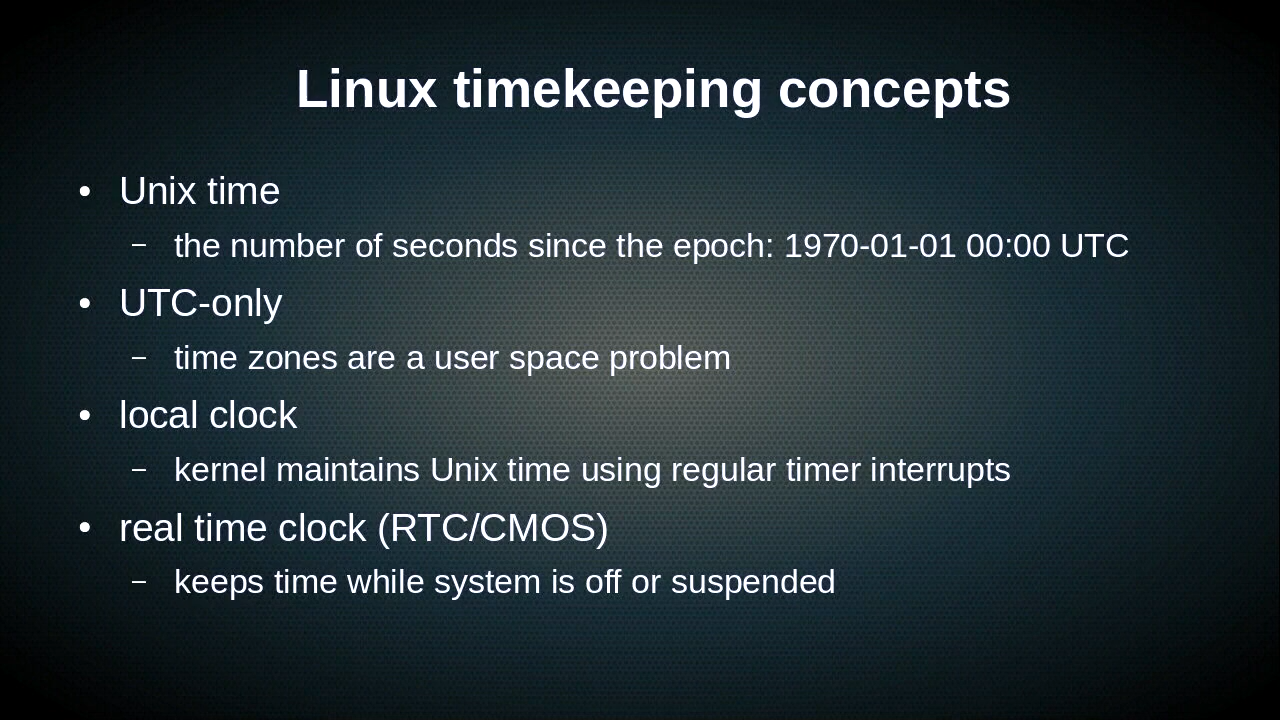 Linux timekeeping concepts
• Unix time
– the number of seconds since the epoch: 1970-01-01 00:00 UTC
• UTC-only
– time zones are a user space problem
• local clock
– kernel maintains Unix time using regular timer interrupts
• real time clock (RTC/CMOS)
– keeps time while system is off or suspended